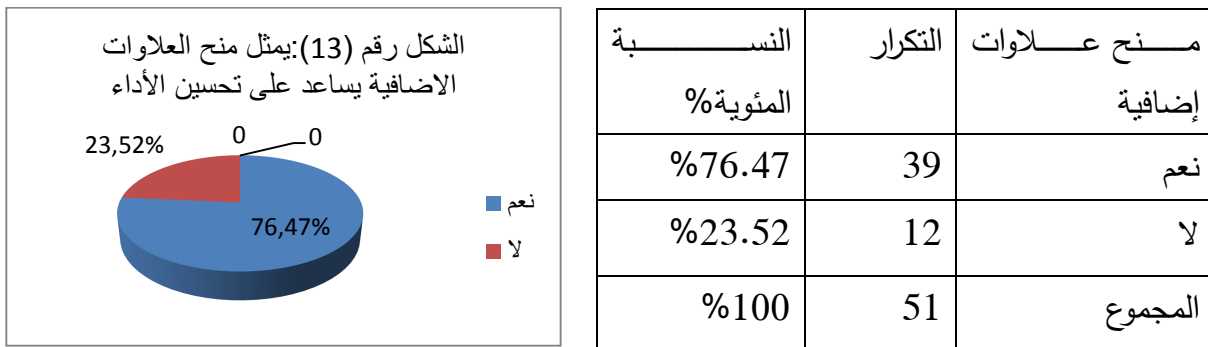 الشكل رقم (13):يمثل منح العلاوات
الاضافية يساعد على تحسين الأداء
23,52%
0
0
76,47%
نعم
لا
منح علاوات إضافية | التكرار | النسبة المئوية%
نعم | 39 | 76.47%
لا | 12 | 23.52%
المجموع | 51 | 100%